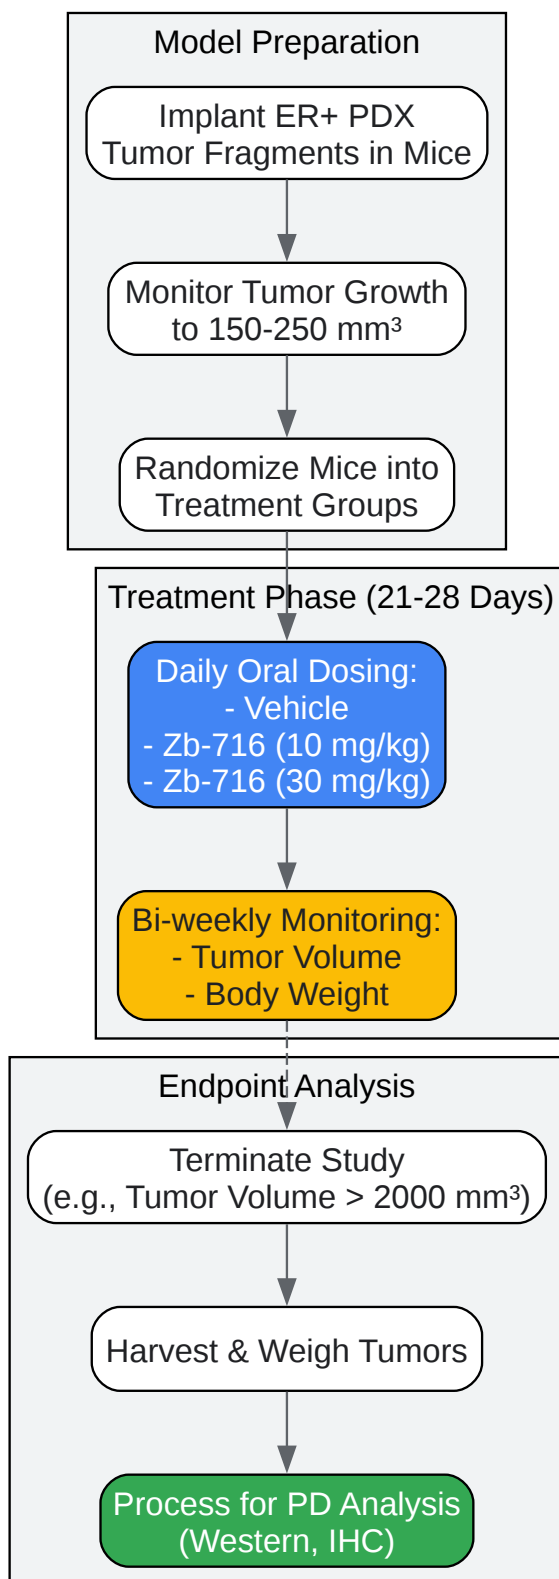 Model Preparation
Implant ER+ PDX
Tumor Fragments in Mice
Monitor Tumor Growth
to 150-250 mm³
Randomize Mice into
Treatment Groups
Treatment Phase (21-28 Days)
Daily Oral Dosing:
- Vehicle
- Zb-716 (10 mg/kg)
- Zb-716 (30 mg/kg)
Bi-weekly Monitoring:
- Tumor Volume
- Body Weight
Endpoint Analysis
Terminate Study
(e.g., Tumor Volume > 2000 mm³)
Harvest & Weigh Tumors
Process for PD Analysis
(Western, IHC)